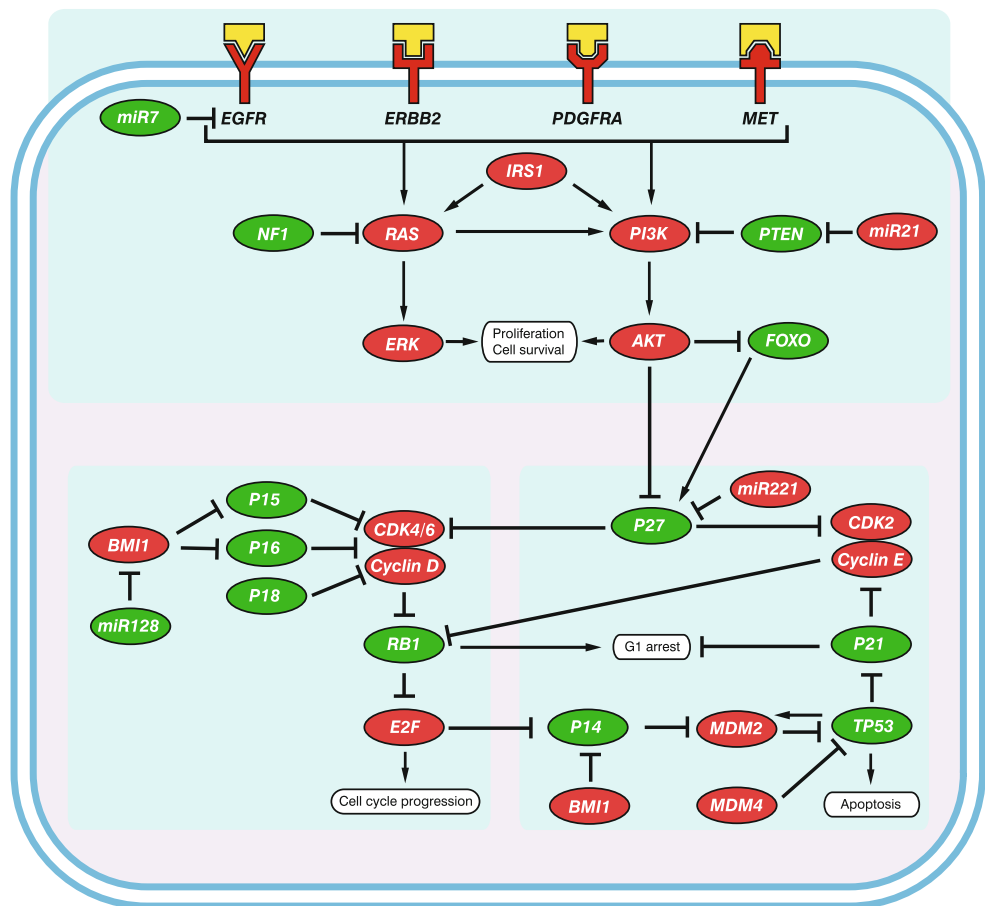 miR7
EGFR
ERBB2
PDGFRA
MET
IRS1
NF1
RAS
PI3K
PTEN
miR21
ERK
Proliferation
Cell survival
AKT
FOXO
P15
BMI1
P16
P18
miR128
CDK4/6
Cyclin D
RB1
E2F
Cell cycle progression
miR221
P27
CDK2
Cyclin E
G1 arrest
P21
P14
MDM2
TP53
BMI1
MDM4
Apoptosis